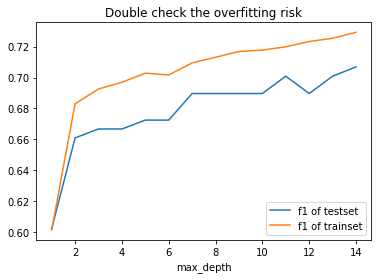 Double check the overfitting risk
0.72
0.70
0.68
0.66
0.64
0.62
0.60
f1 of testset
f1 of trainset
2 4 6 8 10 12 14
max_depth